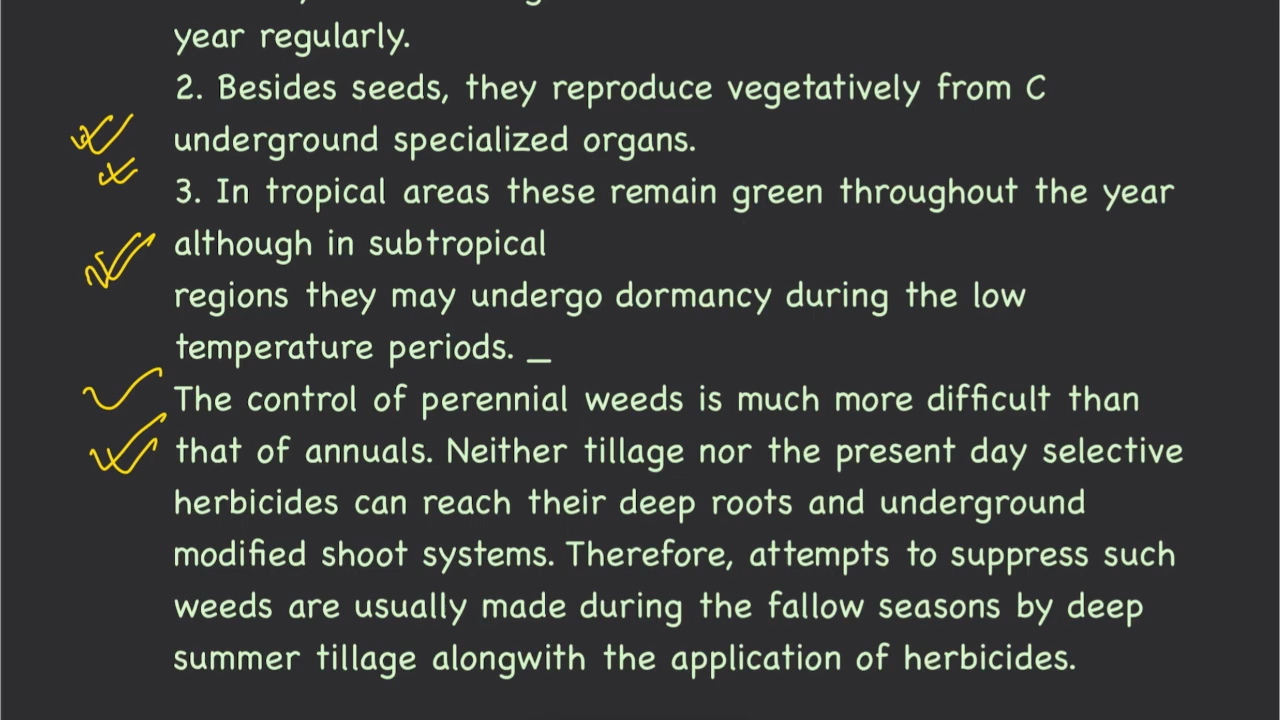 year regularly.
2. Besides seeds, they reproduce vegetatively from C
underground specialized organs.
3. In tropical areas these remain green throughout the year
although in subtropical
regions they may undergo dormancy during the low
temperature periods. _
The control of perennial weeds is much more difficult than
that of annuals. Neither tillage nor the present day selective
herbicides can reach their deep roots and underground
modified shoot systems. Therefore, attempts to suppress such
weeds are usually made during the fallow seasons by deep
summer tillage alongwith the application of herbicides.